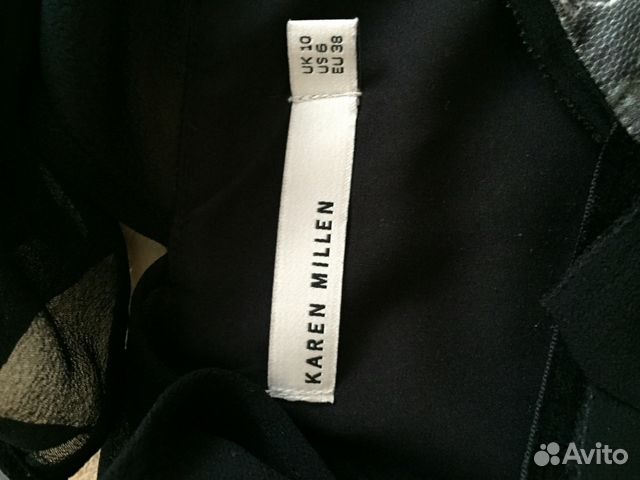 UK 10
US 6
EU 38
KAREN MILLEN
Avito